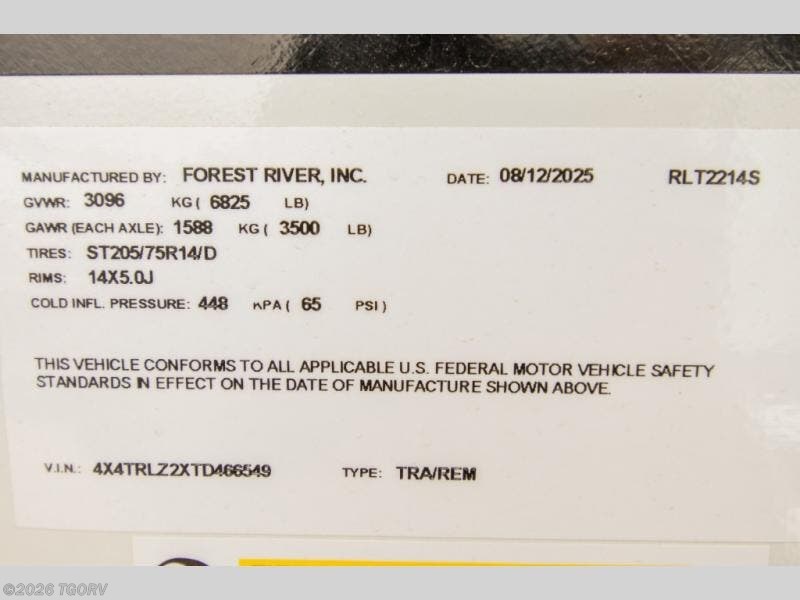 MANUFACTURED BY: FOREST RIVER, INC. DATE: 08/12/2025 RLT2214S
GVWR: 3096 KG ( 6825 LB)
GAWR (EACH AXLE): 1588 KG ( 3500 LB)
TIRES: ST205/75R14/D
RIMS: 14X5.0J
COLD INFL. PRESSURE: 448 KPA ( 65 PSI )
THIS VEHICLE CONFORMS TO ALL APPLICABLE U.S. FEDERAL MOTOR VEHICLE SAFETY
STANDARDS IN EFFECT ON THE DATE OF MANUFACTURE SHOWN ABOVE.
V.I.N.: 4X4TRLZ2XTD466549 TYPE: TRA/REM
©2026 TGORV